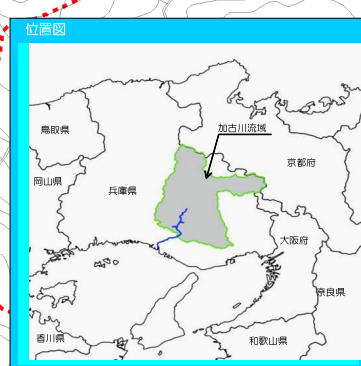 位置図
加古川流域
鳥取県
京都府
岡山県
兵庫県
大阪府
奈良県
香川県
和歌山県